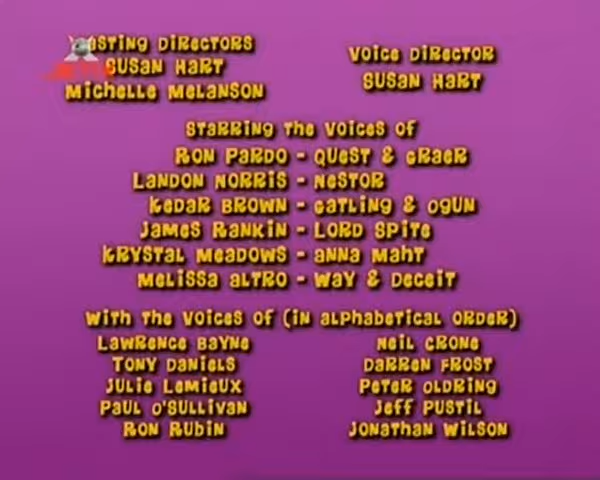 Casting Directors
Susan Hart
Michelle Melanson
Voice Director
Susan Hart
Starring the Voices of
Ron Pardo - Quest & Graer
Landon Norris - Nestor
Kedar Brown - Gatling & Ogun
James Rankin - Lord Spite
Krystal Meadows - Anna Maht
Melissa Altro - Way & Deceit
With the Voices of (in alphabetical order)
Lawrence Bayne
Tony Daniels
Julie Lemieux
Paul O'Sullivan
Ron Rubin
Neil Crone
Darren Frost
Peter Oldring
Jeff Pustil
Jonathan Wilson